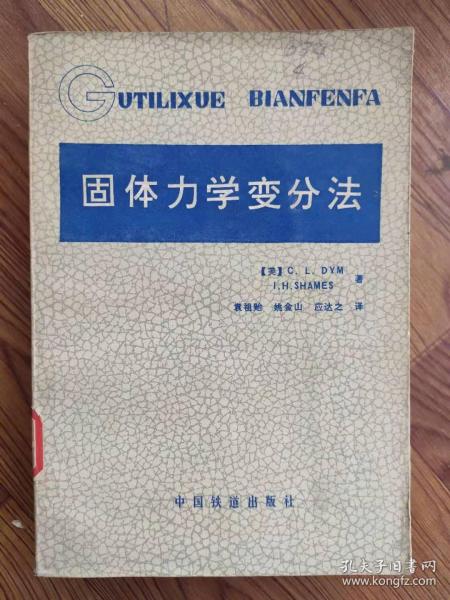 GUTILIXUE BIANFENFA
固体力学变分法
【美】C. L. DYM
I.H.SHAMES 著
袁祖贻 姚金山 应达之 译
中国铁道出版社
孔夫子旧书网
www.kongfz.com